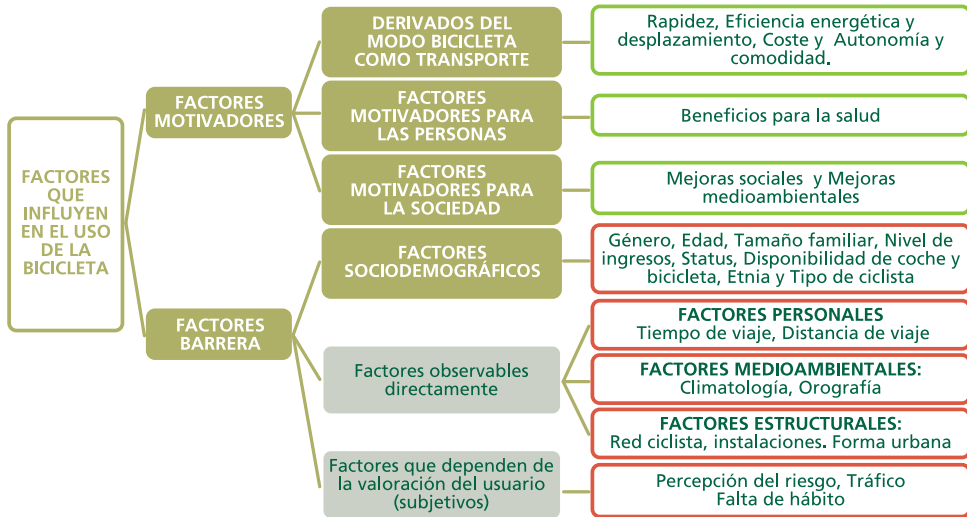 FACTORES
QUE
INFLUYEN
EN EL USO
DE LA
BICICLETA
FACTORES
MOTIVADORES
DERIVADOS DEL
MODO BICICLETA
COMO TRANSPORTE
Rapidez, Eficiencia energética y
desplazamiento, Coste y Autonomía y
comodidad.
FACTORES
MOTIVADORES PARA
LAS PERSONAS
Beneficios para la salud
FACTORES
MOTIVADORES PARA
LA SOCIEDAD
Mejoras sociales y Mejoras
medioambientales
FACTORES
BARRERA
FACTORES
SOCIODEMOGRÁFICOS
Género, Edad, Tamaño familiar, Nivel de
ingresos, Status, Disponibilidad de coche y
bicicleta, Etnia y Tipo de ciclista
Factores observables
directamente
FACTORES PERSONALES
Tiempo de viaje, Distancia de viaje
FACTORES MEDIOAMBIENTALES:
Climatología, Orografía
FACTORES ESTRUCTURALES:
Red ciclista, instalaciones. Forma urbana
Factores que dependen de
la valoración del usuario
(subjetivos)
Percepción del riesgo, Tráfico
Falta de hábito